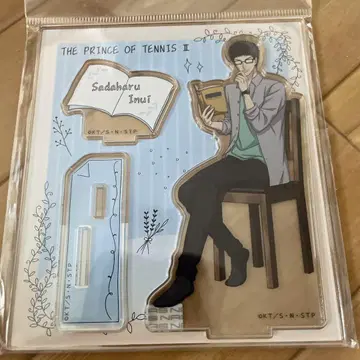 THE PRINCE OF TENNIS II
Sadaharu
Inui
©KT/S・N・STP
©KT/S・N・STP
©KT/S・N・STP